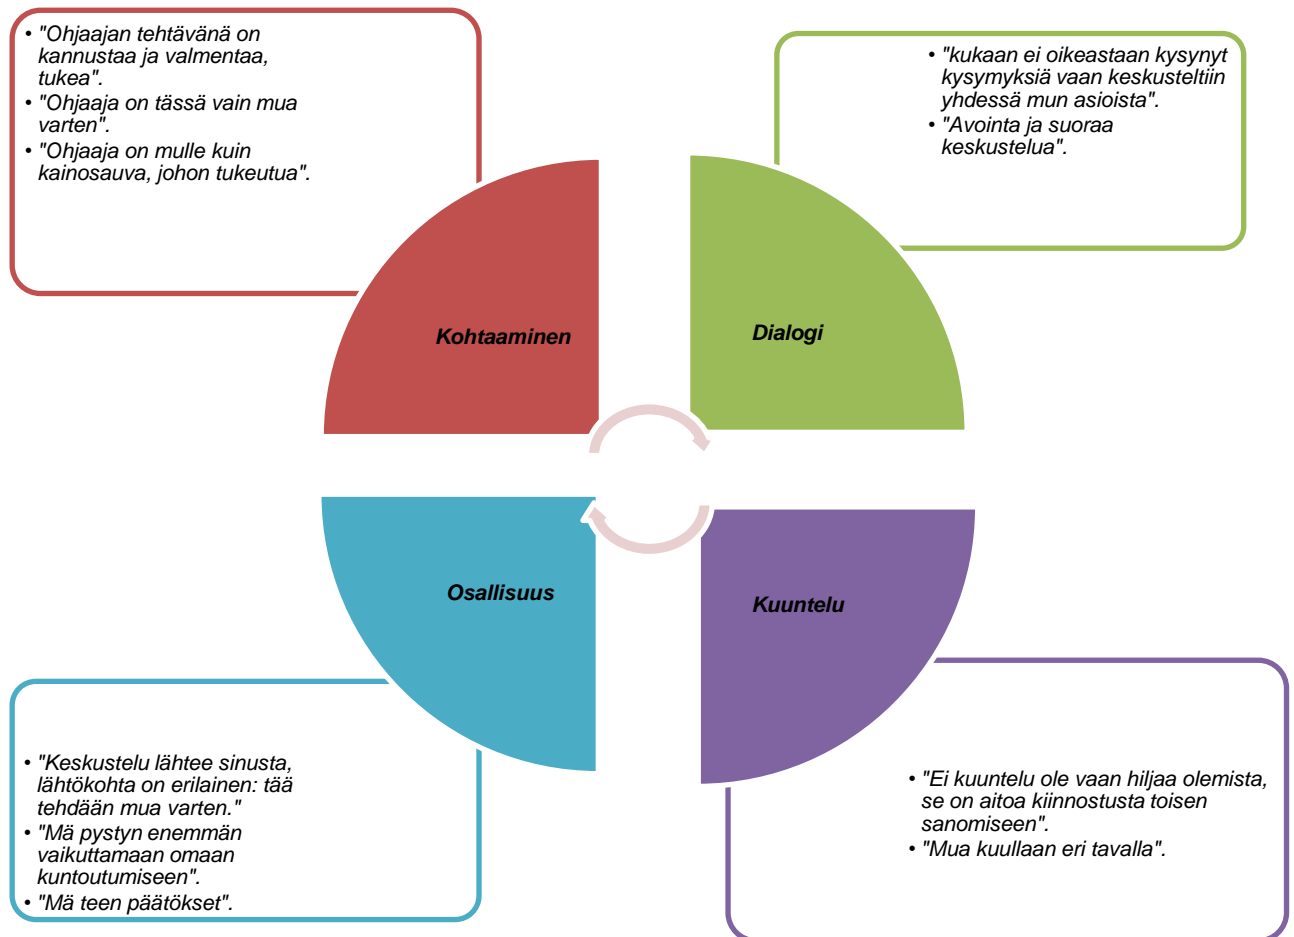 • "Ohjaajan tehtävänä on
kannustaa ja valmentaa,
tukea".
• "Ohjaaja on tässä vain mua
varten".
• "Ohjaaja on mulle kuin
kainosauva, johon tukeutua".
• "kukaan ei oikeastaan kysynyt
kysymyksiä vaan keskusteltiin
yhdessä mun asioista".
• "Avointa ja suoraa
keskustelua".
Kohtaaminen
Dialogi
Osallisuus
Kuuntelu
• "Keskustelu lähtee sinusta,
lähtökohta on erilainen: tää
tehdään mua varten."
• "Mä pystyn enemmän
vaikuttamaan omaan
kuntoutumiseen".
• "Mä teen päätökset".
• "Ei kuuntelu ole vaan hiljaa olemista,
se on aitoa kiinnostusta toisen
sanomiseen".
• "Mua kuullaan eri tavalla".